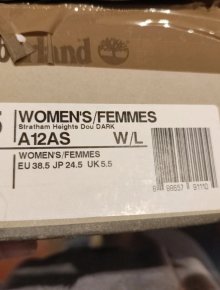 WOMEN'S/FEMMES
Stratham Heights Dou DARK
A12AS W/L
WOMEN'S/FEMMES
EU 38.5 JP 24.5 UK 5.5